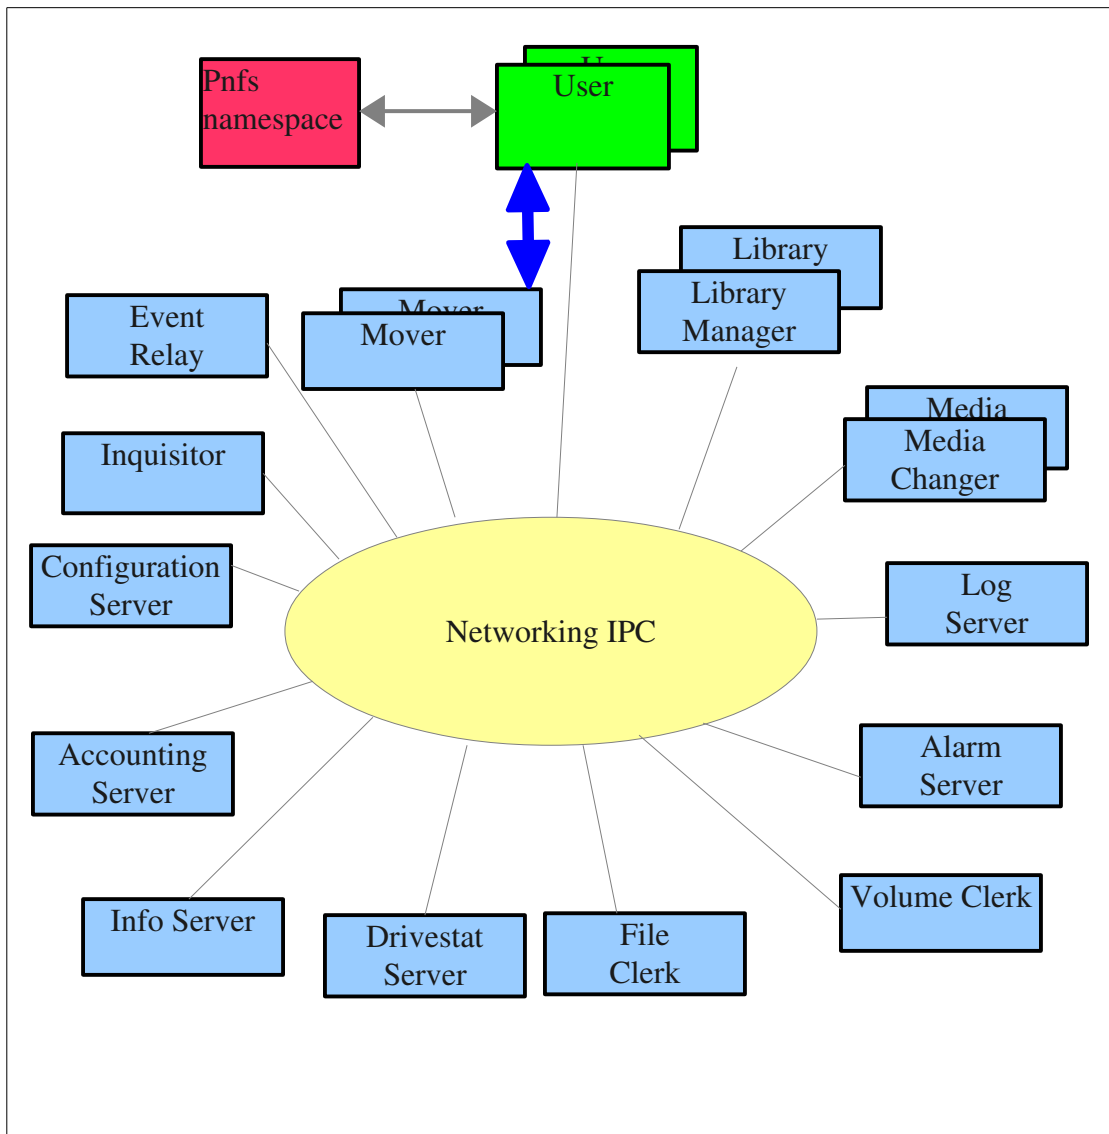 Pnfs
namespace
User
Library
Library
Manager
Event
Relay
Mover
Mover
Media
Media
Changer
Inquisitor
Configuration
Server
Log
Server
Networking IPC
Accounting
Server
Alarm
Server
Volume Clerk
Info Server
Drivestat
Server
File
Clerk